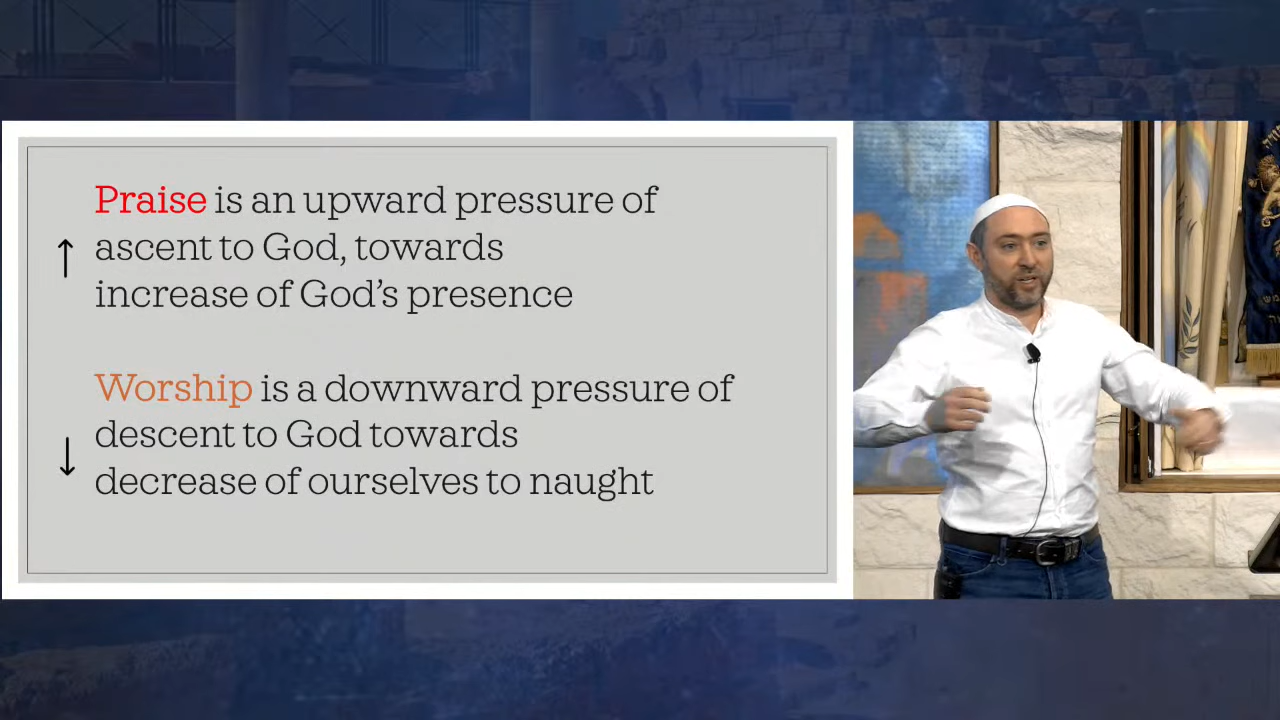 Praise is an upward pressure of
↑ ascent to God, towards
increase of God’s presence
Worship is a downward pressure of
↓ descent to God towards
decrease of ourselves to naught